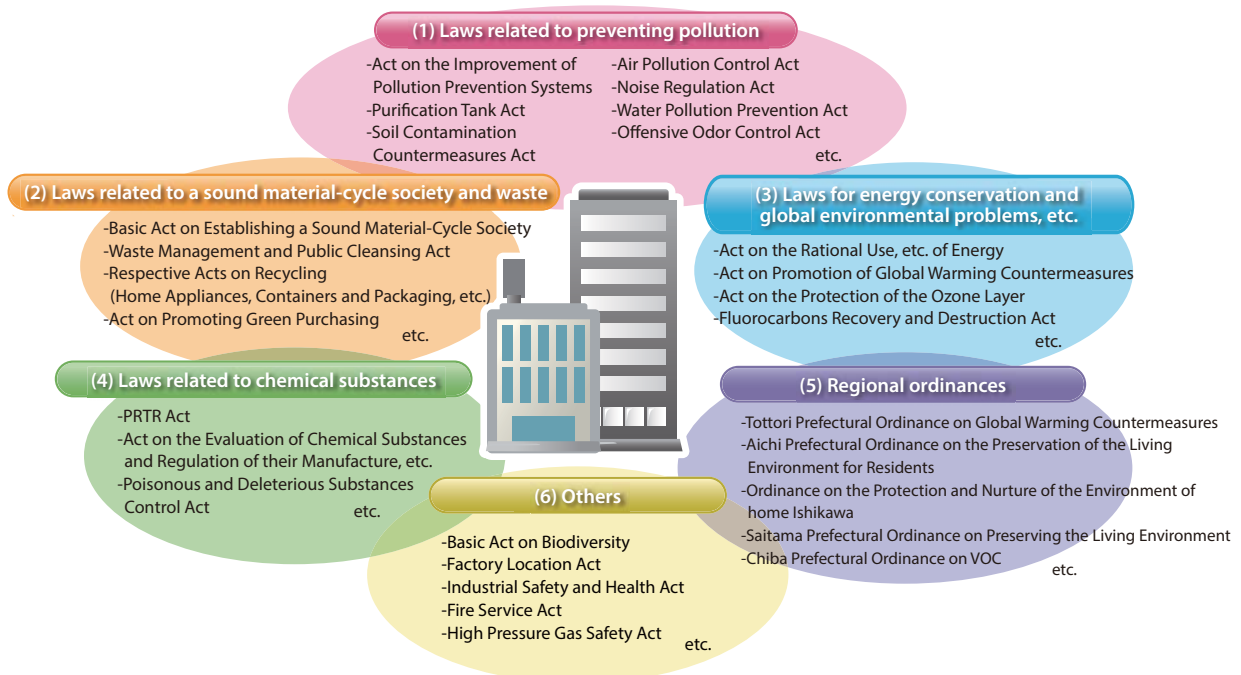 (1) Laws related to preventing pollution
-Act on the Improvement of
Pollution Prevention Systems
-Purification Tank Act
-Soil Contamination
Countermeasures Act
-Air Pollution Control Act
-Noise Regulation Act
-Water Pollution Prevention Act
-Offensive Odor Control Act
etc.
(2) Laws related to a sound material-cycle society and waste
-Basic Act on Establishing a Sound Material-Cycle Society
-Waste Management and Public Cleansing Act
-Respective Acts on Recycling
(Home Appliances, Containers and Packaging, etc.)
-Act on Promoting Green Purchasing
etc.
(3) Laws for energy conservation and
global environmental problems, etc.
-Act on the Rational Use, etc. of Energy
-Act on Promotion of Global Warming Countermeasures
-Act on the Protection of the Ozone Layer
-Fluorocarbons Recovery and Destruction Act
etc.
(4) Laws related to chemical substances
-PRTR Act
-Act on the Evaluation of Chemical Substances
and Regulation of their Manufacture, etc.
-Poisonous and Deleterious Substances
Control Act
etc.
(5) Regional ordinances
-Tottori Prefectural Ordinance on Global Warming Countermeasures
-Aichi Prefectural Ordinance on the Preservation of the Living
Environment for Residents
-Ordinance on the Protection and Nurture of the Environment of
home Ishikawa
-Saitama Prefectural Ordinance on Preserving the Living Environment
-Chiba Prefectural Ordinance on VOC
etc.
(6) Others
-Basic Act on Biodiversity
-Factory Location Act
-Industrial Safety and Health Act
-Fire Service Act
-High Pressure Gas Safety Act
etc.